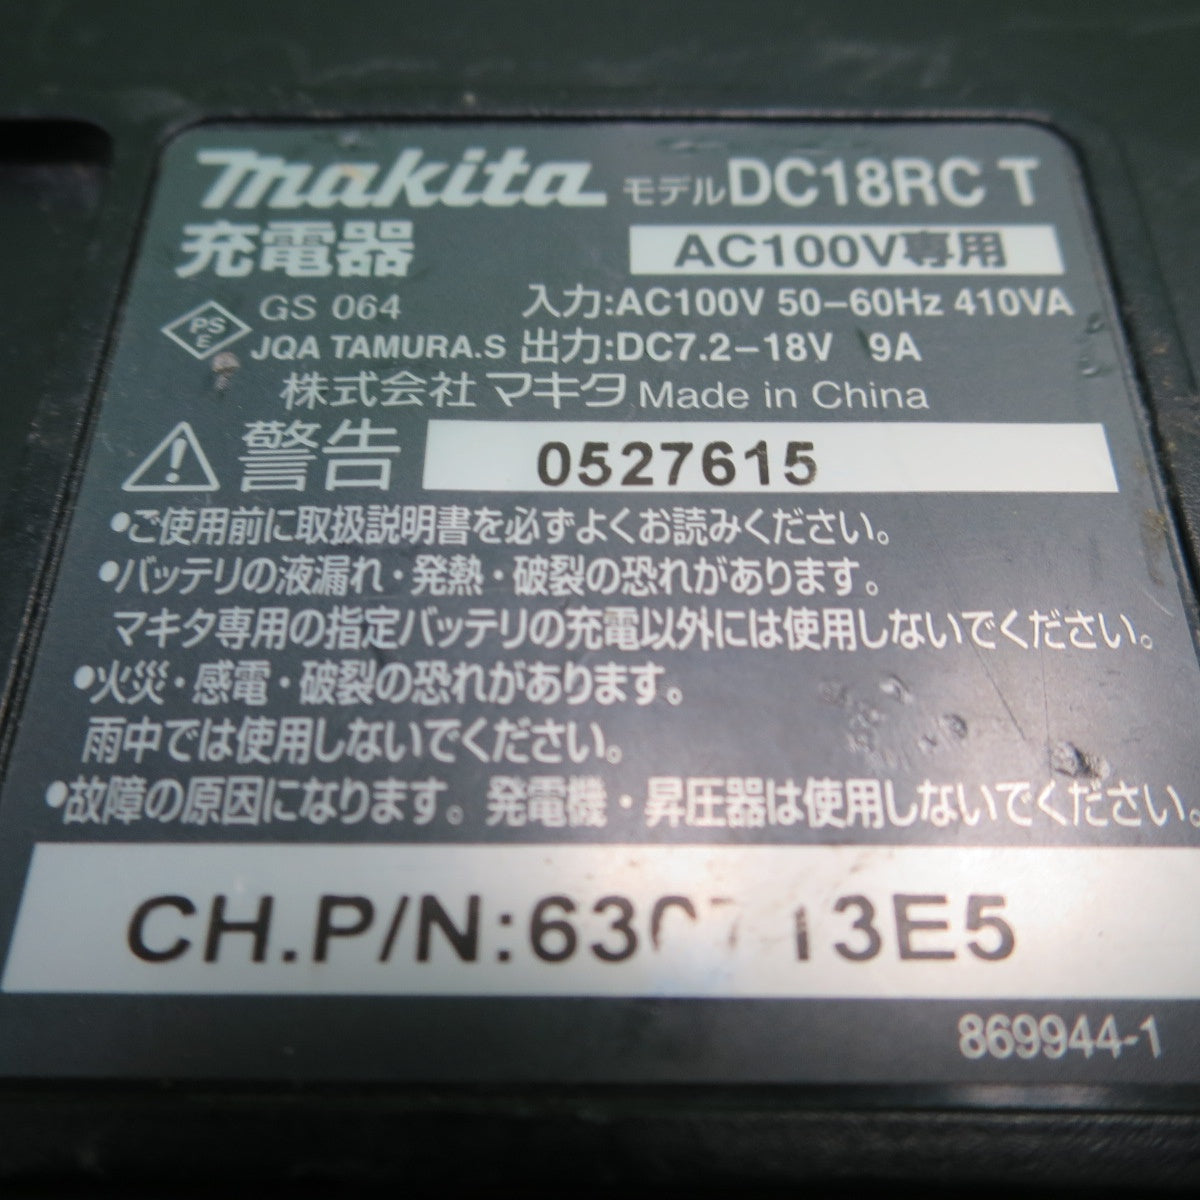 makita モデル DC18RC T
充電器 AC100V専用
PSE GS 064 入力:AC100V 50-60Hz 410VA
JQA TAMURA.S 出力:DC7.2-18V 9A
株式会社 マキタ Made in China
警告 0527615
•ご使用前に取扱説明書を必ずよくお読みください。
•バッテリの液漏れ・発熱・破裂の恐れがあります。
マキタ専用の指定バッテリの充電以外には使用しないでください。
•火災・感電・破裂の恐れがあります。
雨中では使用しないでください。
•故障の原因になります。発電機・昇圧器は使用しないでください。
CH.P/N:630713E5
869944-1